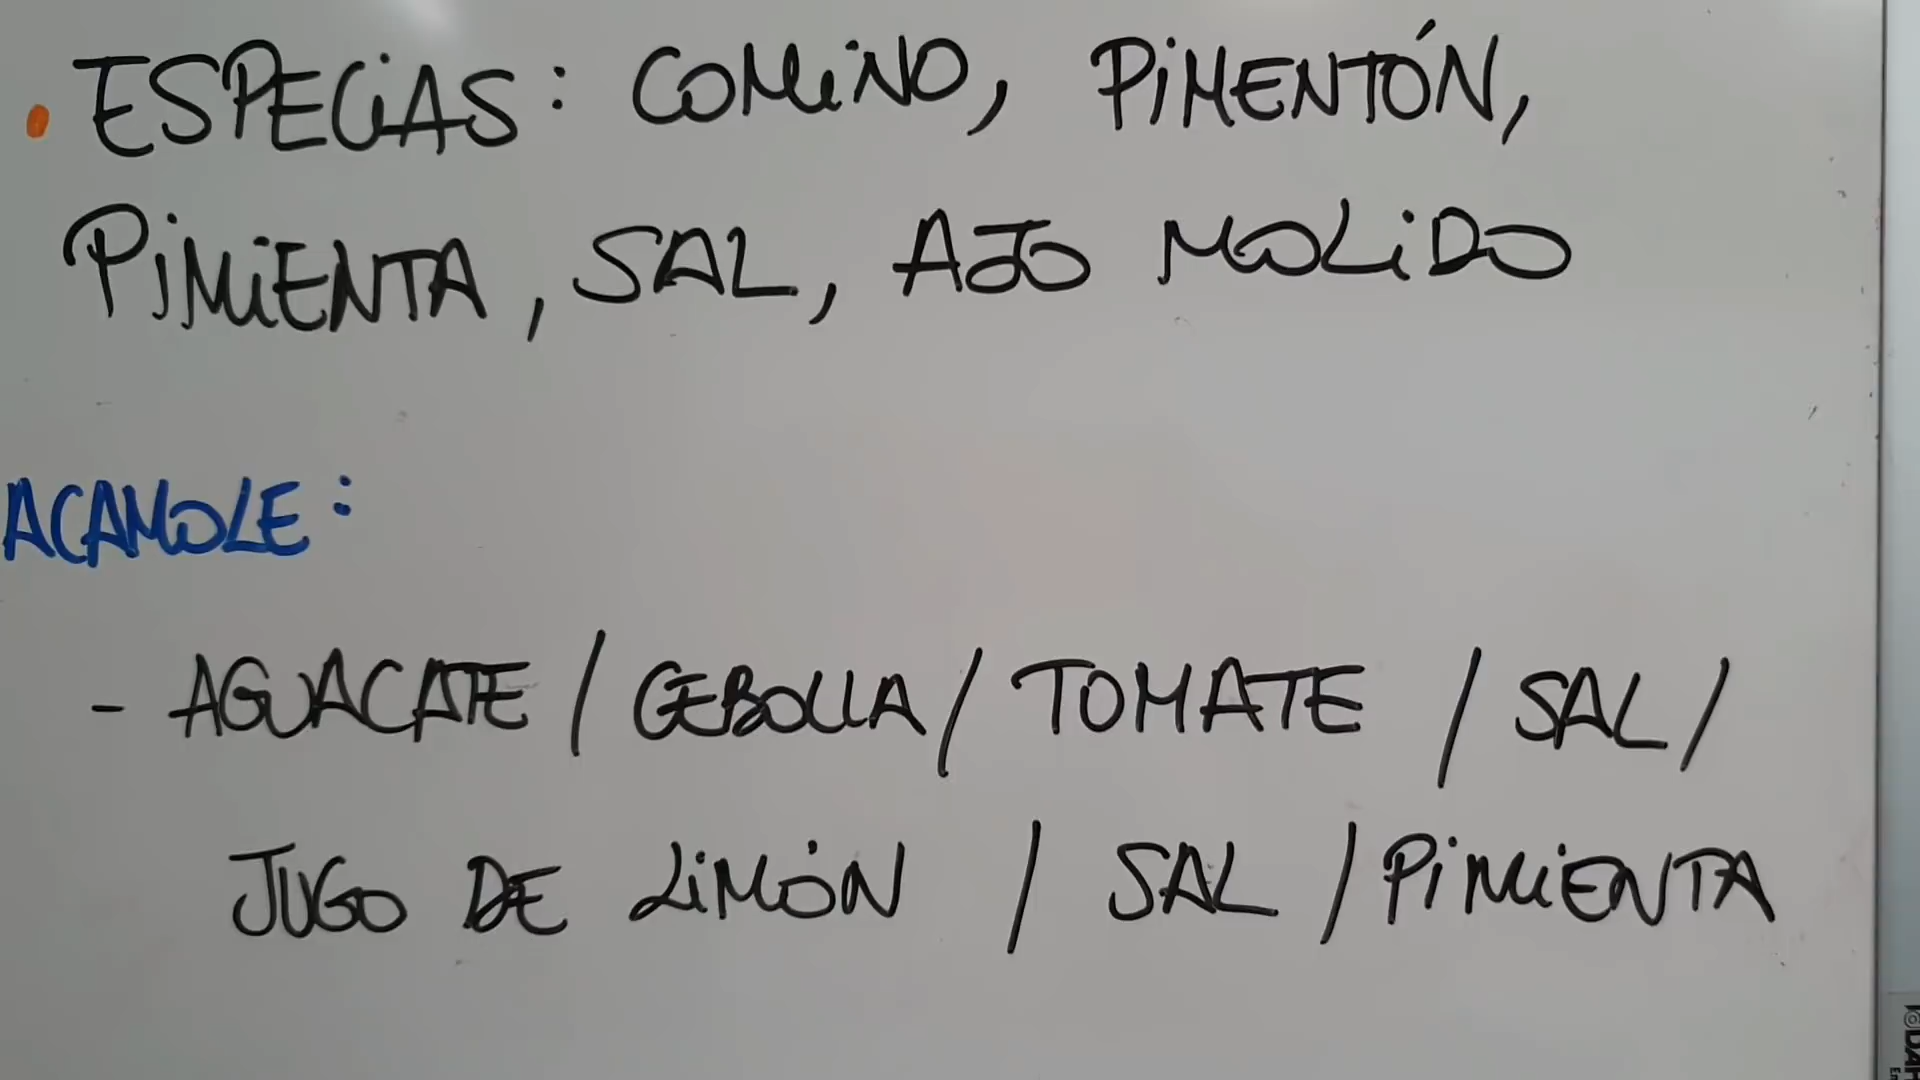 . ESPECiAS: COMiNO, PiMENTÓN,
PiMiENTA, SAL, AJO MOLiDO
ACAMOLE:
- AGUACATE / CEBOLLA / TOMATE / SAL /
JUGO DE LiMÓN / SAL / PiMiENTA